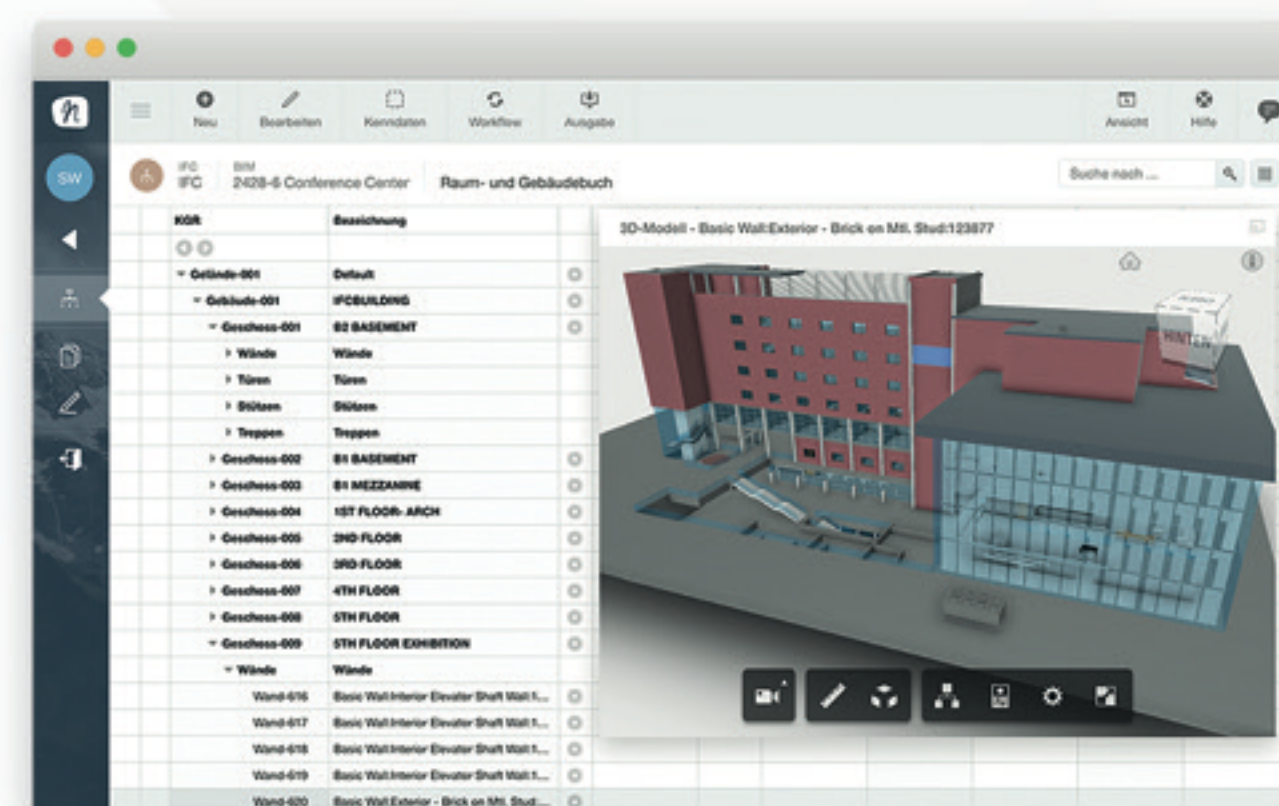 n
Neu Bearbeiten Kenndaten Workflow Ausgabe Ansicht Hilfe
SW
IFC BIM
IFC 2428-6 Conference Center Raum- und Gebäudebuch
Suche nach ...
KGR Bezeichnung
3D-Modell - Basic Wall:Exterior - Brick on Mtl. Stud:123877
Gelände-001 Default
Gebäude-001 IFCBUILDING
Geschoss-001 B2 BASEMENT
Wände Wände
Türen Türen
Stützen Stützen
Treppen Treppen
Geschoss-002 B1 BASEMENT
Geschoss-003 B1 MEZZANINE
Geschoss-004 1ST FLOOR- ARCH
Geschoss-005 2ND FLOOR
Geschoss-006 3RD FLOOR
Geschoss-007 4TH FLOOR
Geschoss-008 5TH FLOOR
Geschoss-009 5TH FLOOR EXHIBITION
Wände Wände
Wand-616 Basic Wall:Interior Elevator Shaft Wall:1...
Wand-617 Basic Wall:Interior Elevator Shaft Wall:1...
Wand-618 Basic Wall:Interior Elevator Shaft Wall:1...
Wand-619 Basic Wall:Interior Elevator Shaft Wall:1...
Wand-620 Basic Wall:Exterior - Brick on Mtl. Stud:...
HINTEN